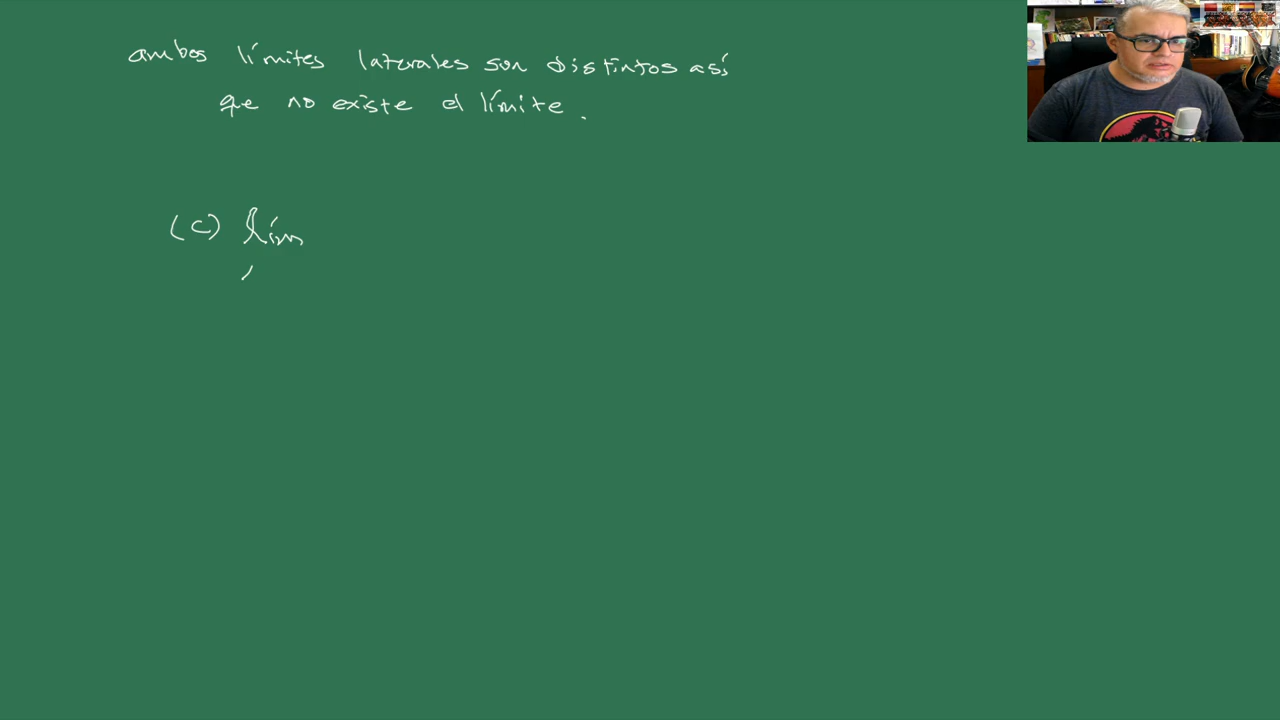 ambos límites laterales son distintos así
que no existe el límite.
(c) lím